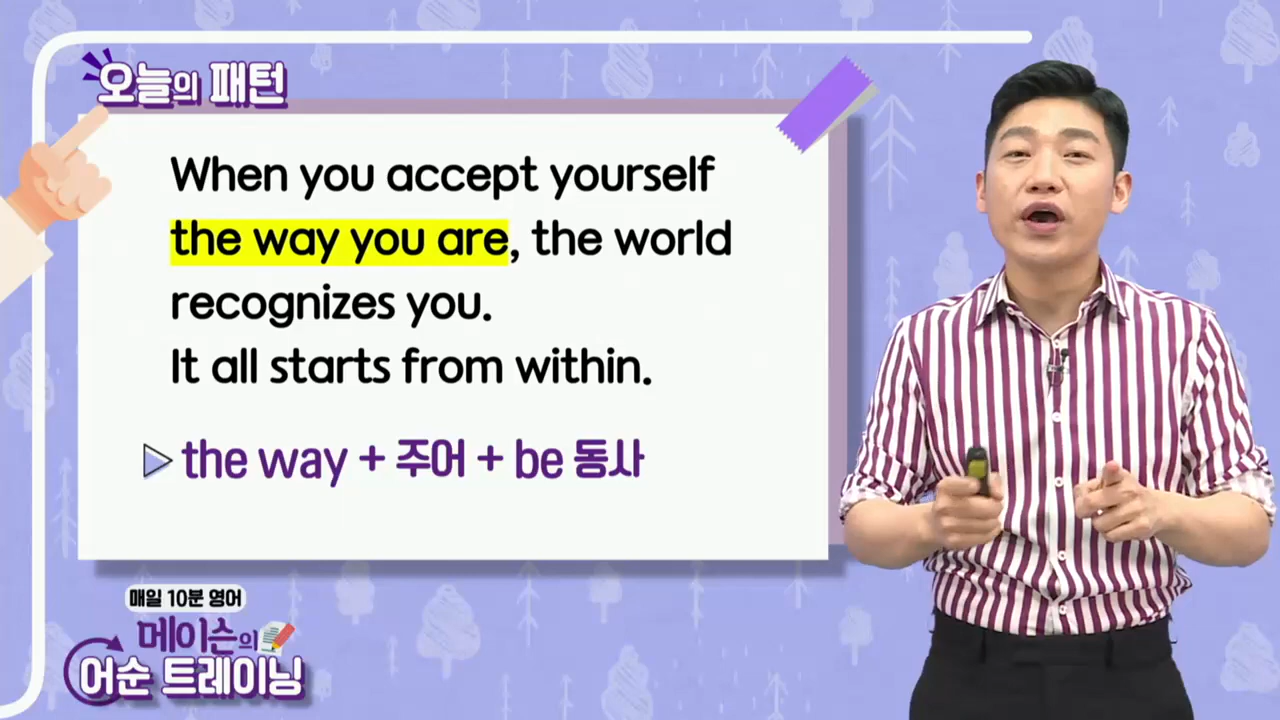 오늘의 패턴
When you accept yourself
the way you are, the world
recognizes you.
It all starts from within.
the way + 주어 + be 동사
매일 10분 영어
메이슨의
어순 트레이닝